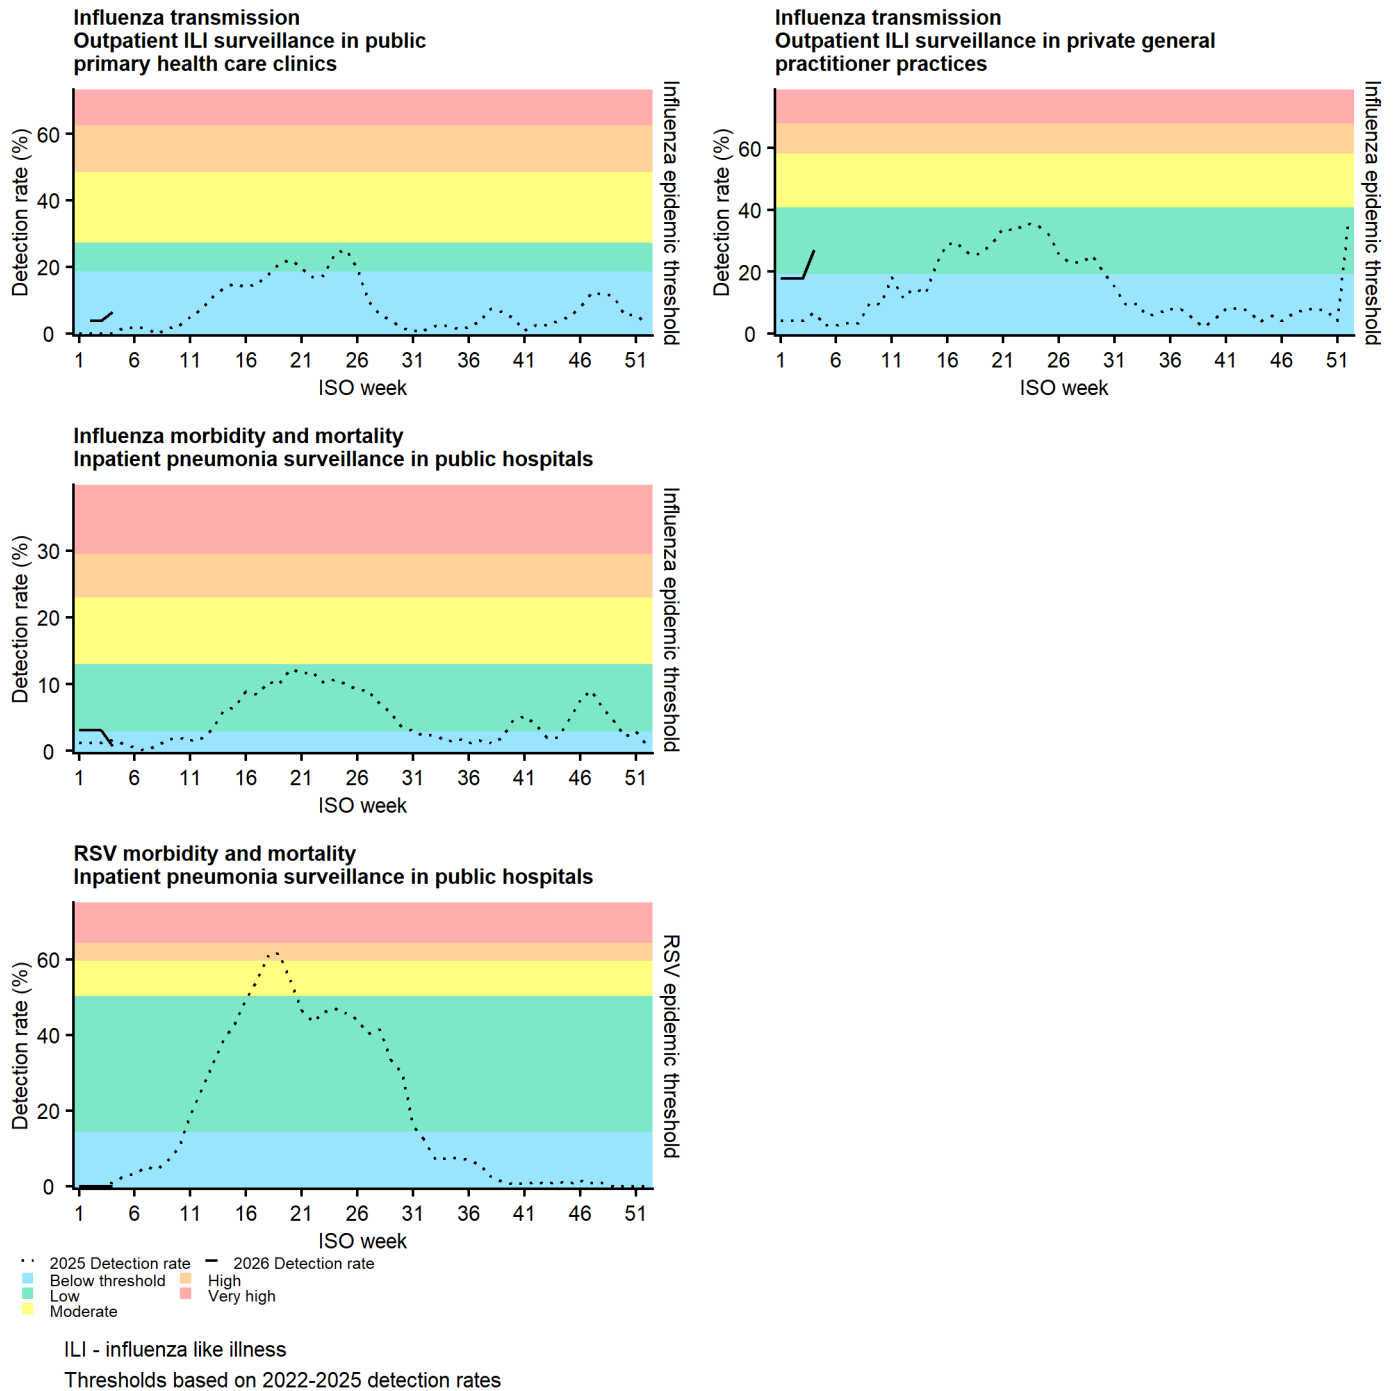 Influenza transmission
Outpatient ILI surveillance in public
primary health care clinics
Detection rate (%)
60
40
20
0
1 6 11 16 21 26 31 36 41 46 51
ISO week
Influenza epidemic threshold
Influenza transmission
Outpatient ILI surveillance in private general
practitioner practices
Detection rate (%)
60
40
20
0
1 6 11 16 21 26 31 36 41 46 51
ISO week
Influenza epidemic threshold
Influenza morbidity and mortality
Inpatient pneumonia surveillance in public hospitals
Detection rate (%)
30
20
10
0
1 6 11 16 21 26 31 36 41 46 51
ISO week
Influenza epidemic threshold
RSV morbidity and mortality
Inpatient pneumonia surveillance in public hospitals
Detection rate (%)
60
40
20
0
1 6 11 16 21 26 31 36 41 46 51
ISO week
RSV epidemic threshold
2025 Detection rate 2026 Detection rate
Below threshold High
Low Very high
Moderate
ILI - influenza like illness
Thresholds based on 2022-2025 detection rates